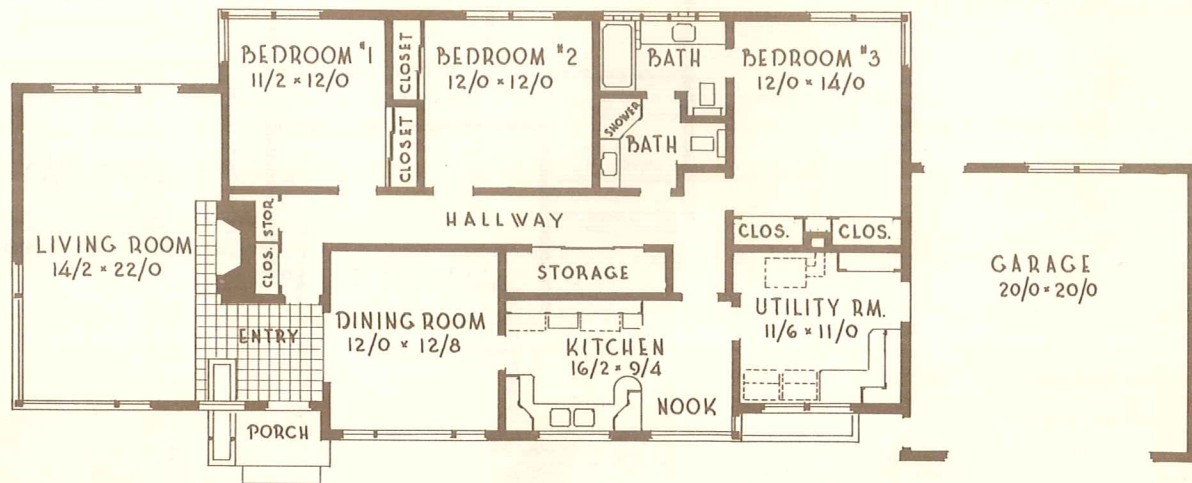 BEDROOM #1
11/2 × 12/0
CLOSET
CLOSET
BEDROOM #2
12/0 × 12/0
BATH
SHOWER
BATH
BEDROOM #3
12/0 × 14/0
LIVING ROOM
14/2 × 22/0
STOR.
CLOS.
HALLWAY
CLOS.
CLOS.
STORAGE
GARAGE
20/0 × 20/0
ENTRY
DINING ROOM
12/0 × 12/8
KITCHEN
16/2 × 9/4
NOOK
UTILITY RM.
11/6 × 11/0
PORCH